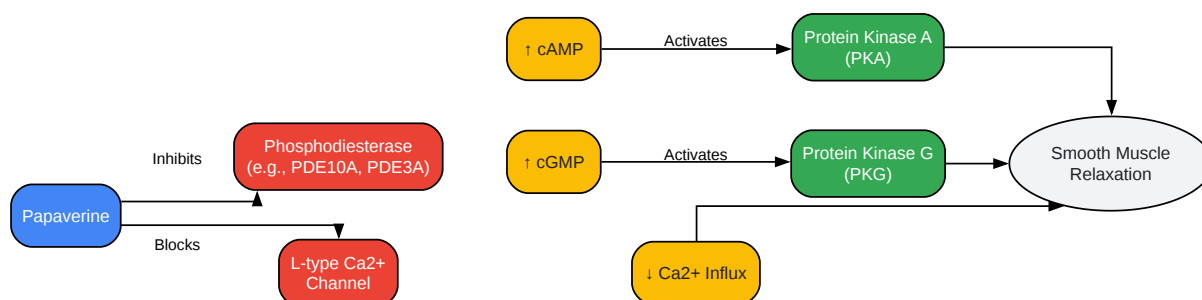 ↑ cAMP
Activates
Protein Kinase A
(PKA)
Inhibits
Phosphodiesterase
(e.g., PDE10A, PDE3A)
↑ cGMP
Activates
Protein Kinase G
(PKG)
Smooth Muscle
Relaxation
Papaverine
Blocks
L-type Ca2+
Channel
↓ Ca2+ Influx